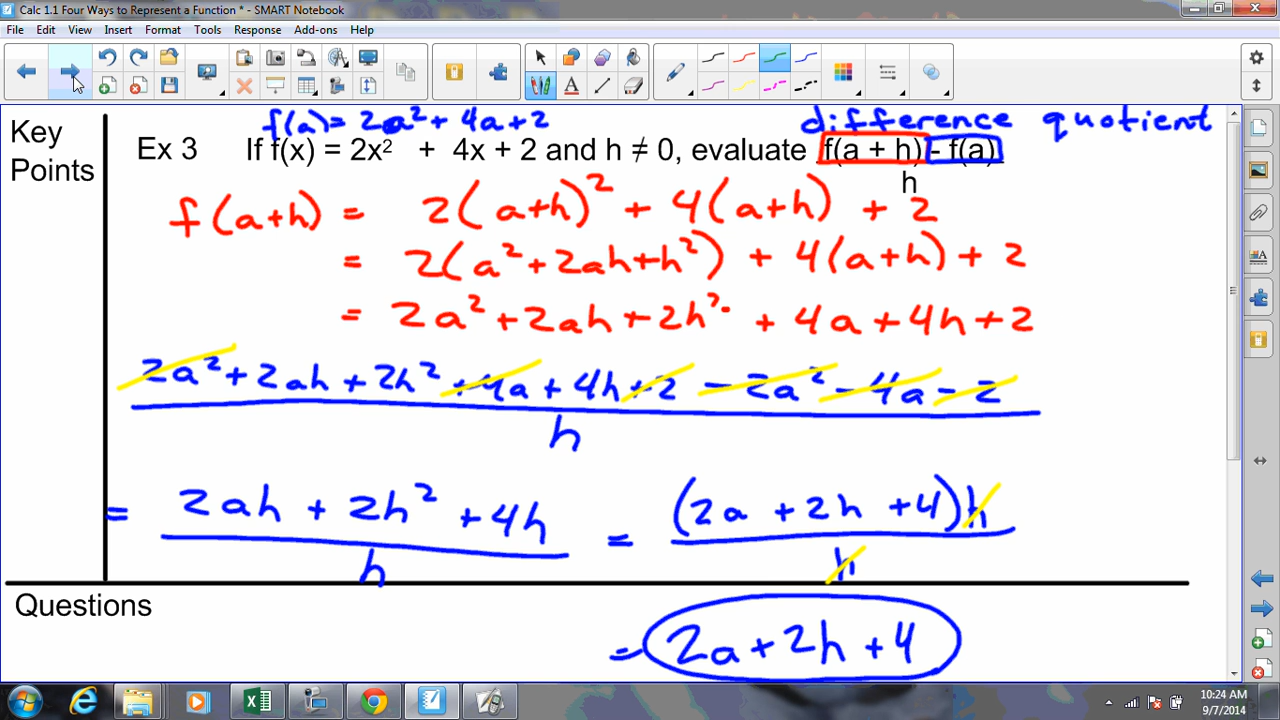 Calc 1.1 Four Ways to Represent a Function * - SMART Notebook
File Edit View Insert Format Tools Response Add-ons Help
Key Points
f(a) = 2a² + 4a + 2
difference quotient
Ex 3 If f(x) = 2x² + 4x + 2 and h ≠ 0, evaluate f(a + h) - f(a)
h
f(a+h) = 2(a+h)² + 4(a+h) + 2
= 2(a² + 2ah + h²) + 4(a+h) + 2
= 2a² + 2ah + 2h² + 4a + 4h + 2
2a² + 2ah + 2h² + 4a + 4h + 2 - 2a² - 4a - 2
h
= 2ah + 2h² + 4h = (2a + 2h + 4)h
h h
Questions
= 2a + 2h + 4
10:24 AM
9/7/2014